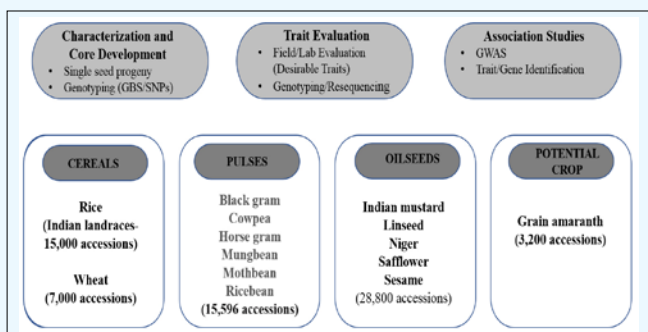 Characterization and
Core Development
• Single seed progeny
• Genotyping (GBS/SNPs)
Trait Evaluation
• Field/Lab Evaluation
(Desirable Traits)
• Genotyping/Resequencing
Association Studies
• GWAS
• Trait/Gene Identification
CEREALS
Rice
(Indian landraces-
15,000 accessions)
Wheat
(7,000 accessions)
PULSES
Black gram
Cowpea
Horse gram
Mungbean
Mothbean
Ricebean
(15,596 accessions)
OILSEEDS
Indian mustard
Linseed
Niger
Safflower
Sesame
(28,800 accessions)
POTENTIAL
CROP
Grain amaranth
(3,200 accessions)